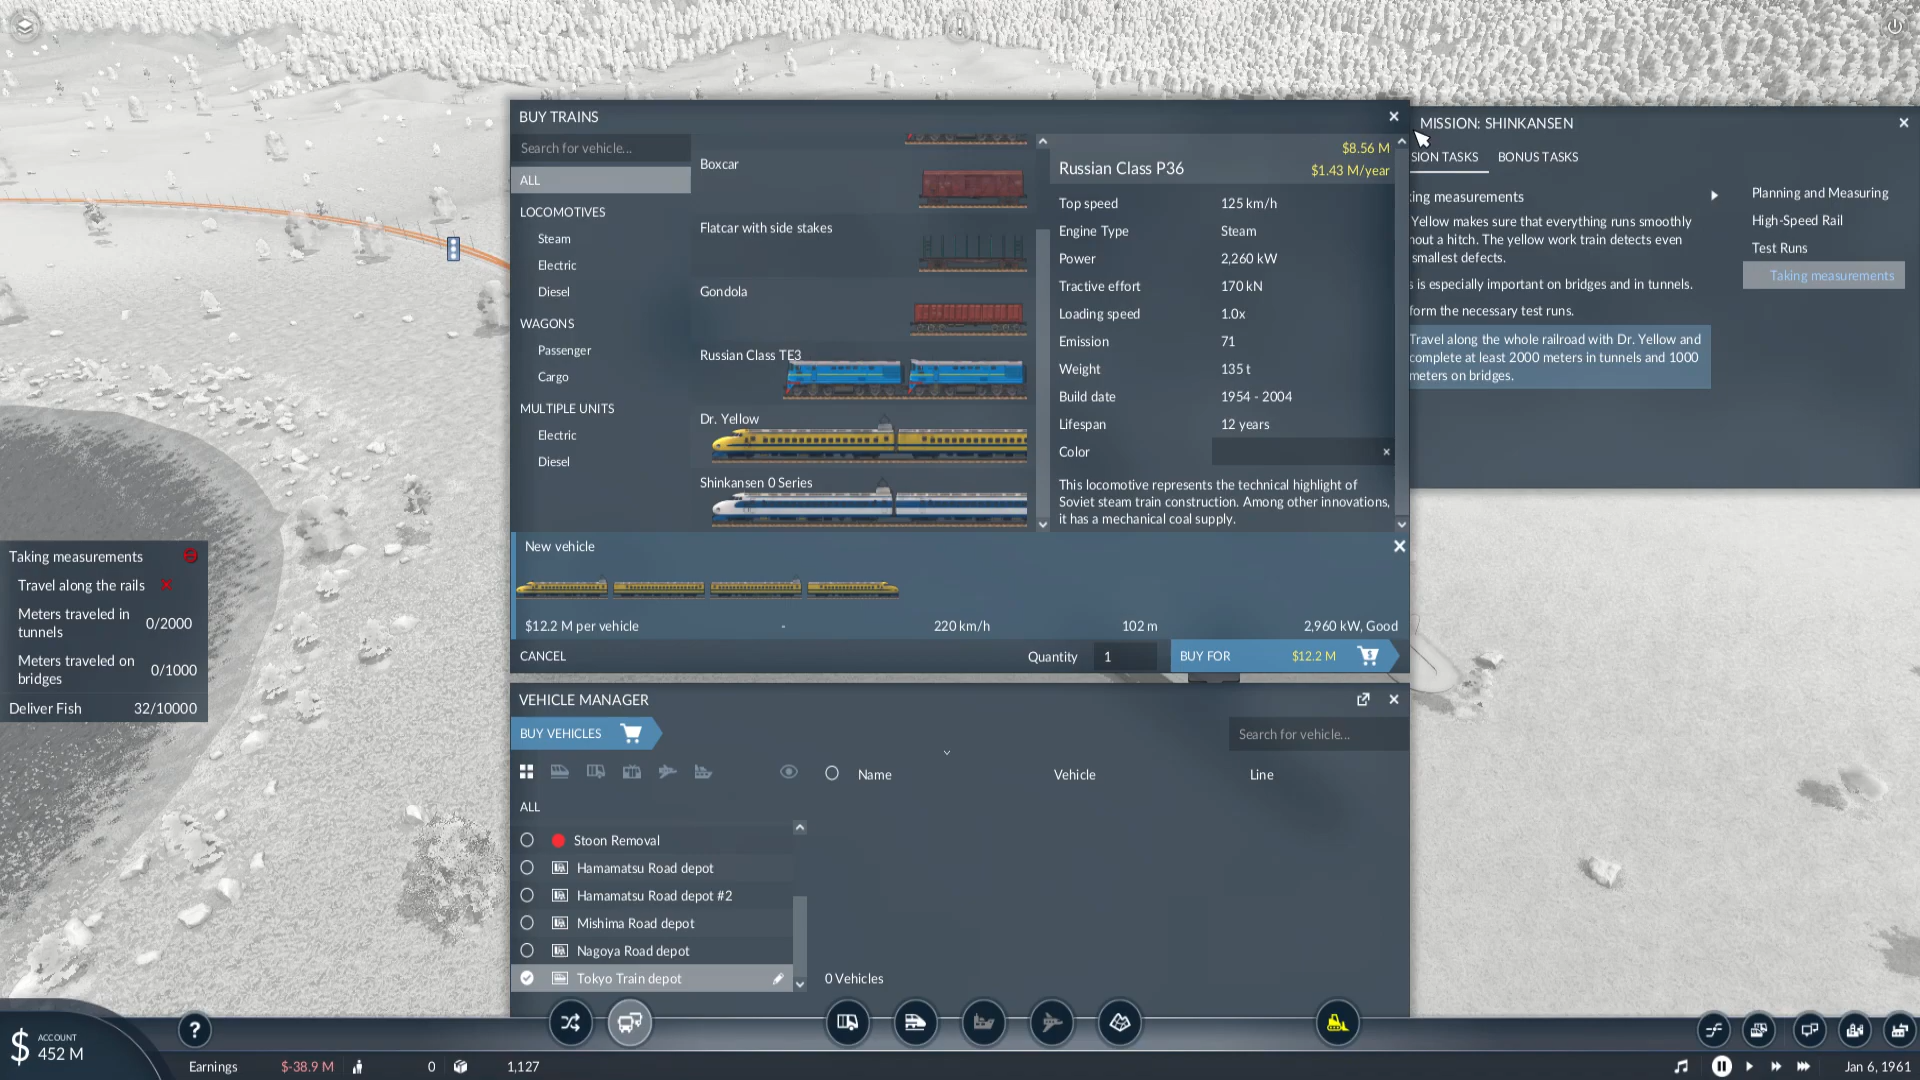 BUY TRAINS
Search for vehicle...
ALL
LOCOMOTIVES
Steam
Electric
Diesel
WAGONS
Passenger
Cargo
MULTIPLE UNITS
Electric
Diesel
Boxcar
Flatcar with side stakes
Gondola
Russian Class TE3
Dr. Yellow
Shinkansen 0 Series
$8.56 M
Russian Class P36
$1.43 M/year
Top speed 125 km/h
Engine Type Steam
Power 2,260 kW
Tractive effort 170 kN
Loading speed 1.0x
Emission 71
Weight 135 t
Build date 1954 - 2004
Lifespan 12 years
Color
This locomotive represents the technical highlight of
Soviet steam train construction. Among other innovations,
it has a mechanical coal supply.
New vehicle
$12.2 M per vehicle - 220 km/h 102 m 2,960 kW, Good
CANCEL Quantity 1 BUY FOR $12.2 M
MISSION: SHINKANSEN
SION TASKS BONUS TASKS
ing measurements
Yellow makes sure that everything runs smoothly
out a hitch. The yellow work train detects even
smallest defects.
s is especially important on bridges and in tunnels.
form the necessary test runs.
Travel along the whole railroad with Dr. Yellow and
complete at least 2000 meters in tunnels and 1000
meters on bridges.
Planning and Measuring
High-Speed Rail
Test Runs
Taking measurements
Taking measurements
Travel along the rails
Meters traveled in
tunnels 0/2000
Meters traveled on
bridges 0/1000
Deliver Fish 32/10000
VEHICLE MANAGER
BUY VEHICLES
Search for vehicle...
Name Vehicle Line
ALL
Stoon Removal
Hamamatsu Road depot
Hamamatsu Road depot #2
Mishima Road depot
Nagoya Road depot
Tokyo Train depot
0 Vehicles
$ ACCOUNT
452 M
?
Earnings $-38.9 M 0 1,127
Jan 6, 1961